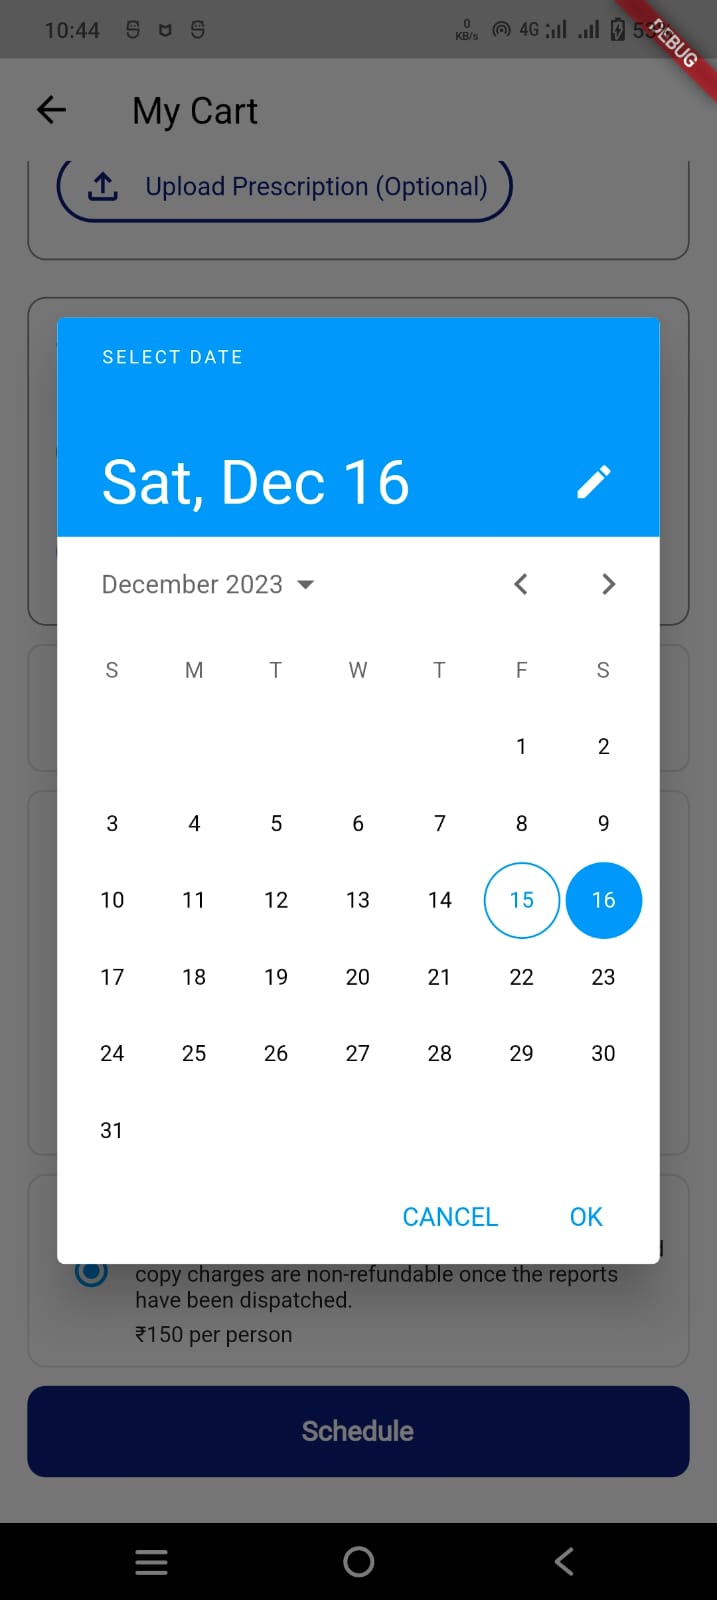 10:44
0
KB/s
4G
53
DEBUG
My Cart
Upload Prescription (Optional)
SELECT DATE
Sat, Dec 16
December 2023
S M T W T F S
1 2
3 4 5 6 7 8 9
10 11 12 13 14 15 16
17 18 19 20 21 22 23
24 25 26 27 28 29 30
31
CANCEL OK
copy charges are non-refundable once the reports
have been dispatched.
₹150 per person
Schedule